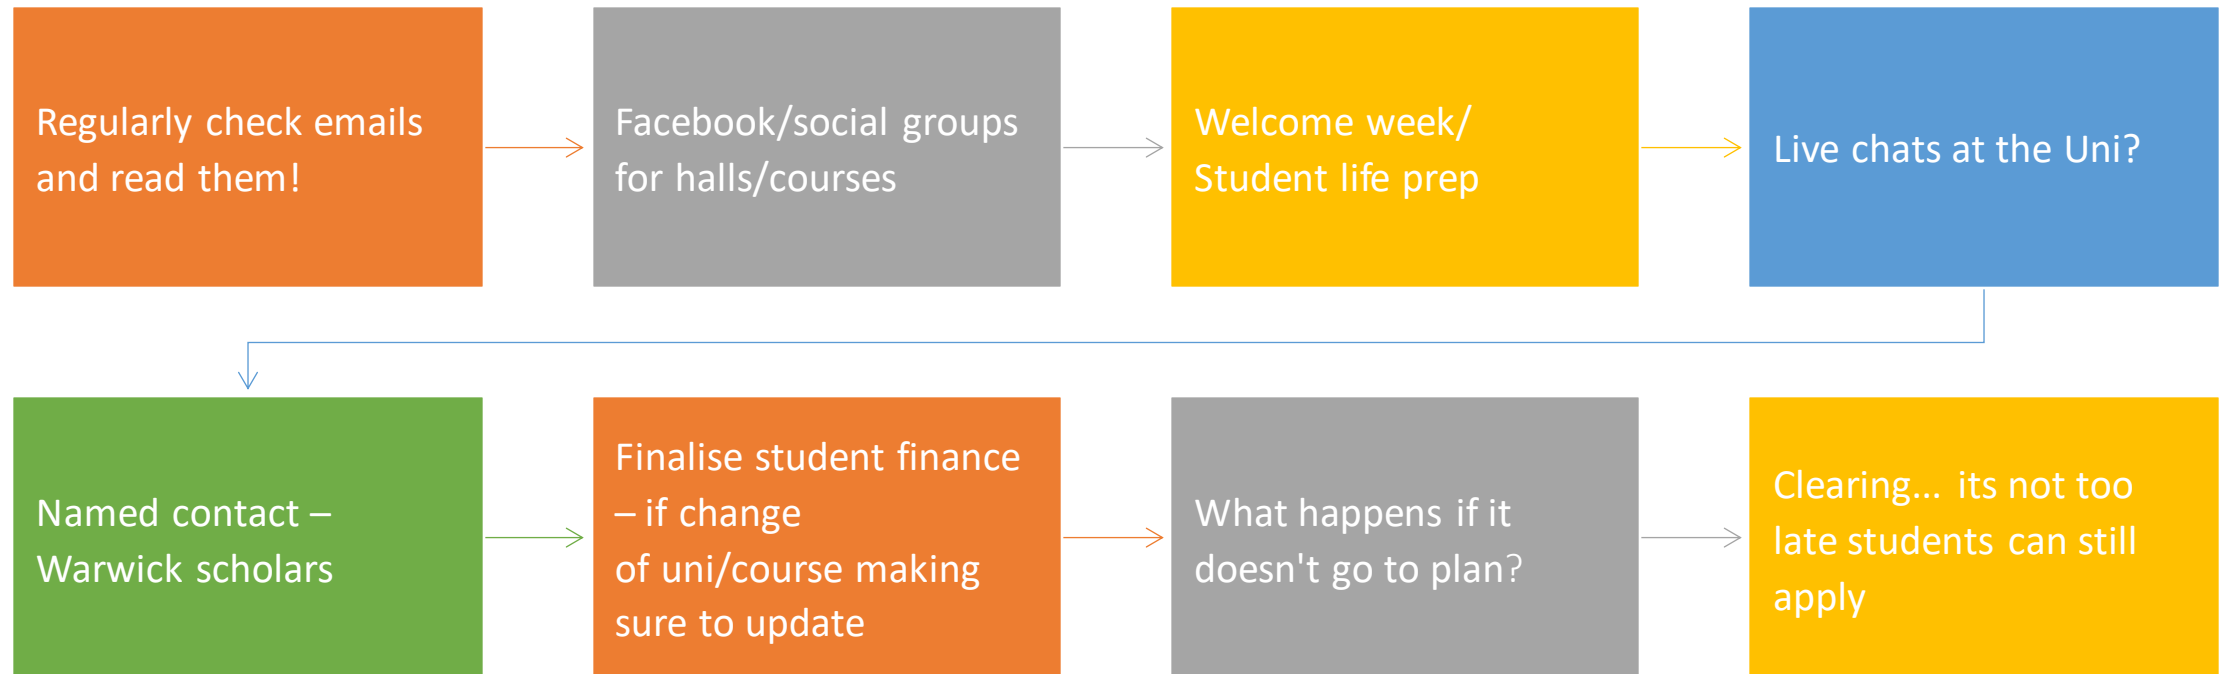 Regularly check emails
and read them!
Facebook/social groups
for halls/courses
Welcome week/
Student life prep
Live chats at the Uni?
Named contact –
Warwick scholars
Finalise student finance
– if change
of uni/course making
sure to update
What happens if it
doesn't go to plan?
Clearing... its not too
late students can still
apply